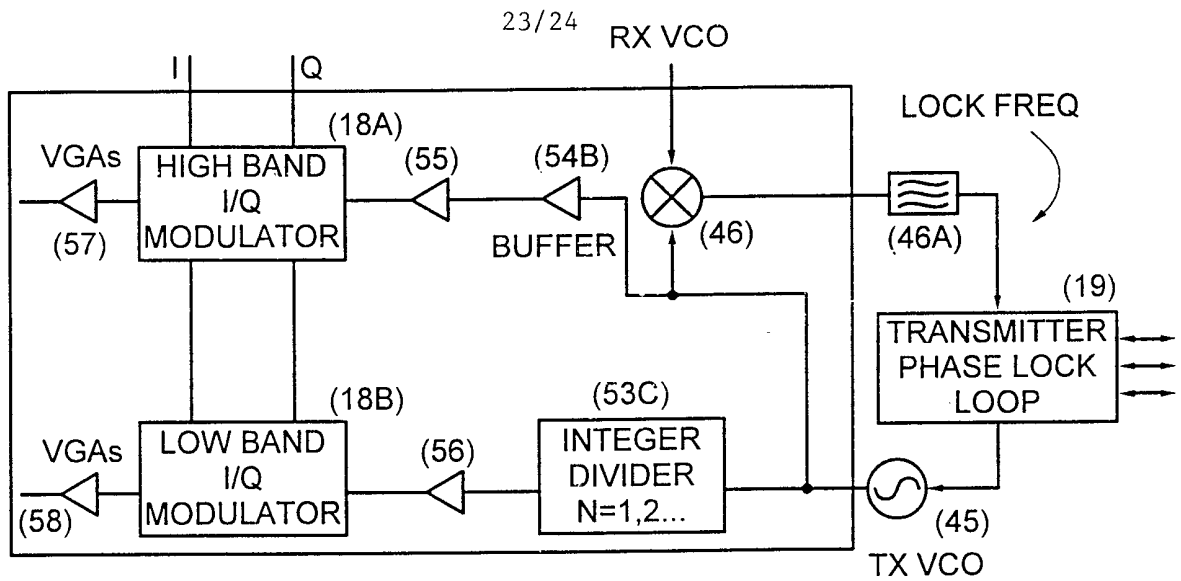 23/24
RX VCO
I
Q
LOCK FREQ
(18A)
VGAs
(57)
HIGH BAND
I/Q
MODULATOR
(55)
(54B)
BUFFER
(46)
(46A)
(19)
TRANSMITTER
PHASE LOCK
LOOP
(18B)
VGAs
(58)
LOW BAND
I/Q
MODULATOR
(56)
(53C)
INTEGER
DIVIDER
N=1,2...
(45)
TX VCO